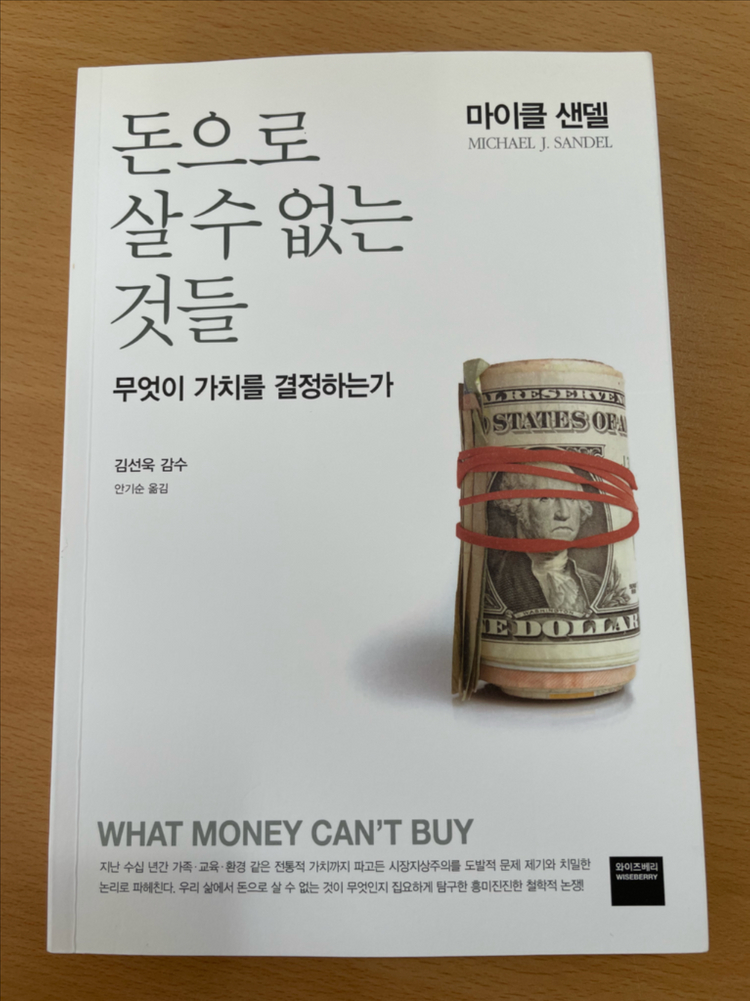 돈으로
살 수 없는
것들
마이클 샌델
MICHAEL J. SANDEL
무엇이 가치를 결정하는가
김선욱 감수
안기순 옮김
AL RESERVE
STATES OF A
WASHINGTON
E DOLLAR
WHAT MONEY CAN'T BUY
지난 수십 년간 가족·교육·환경 같은 전통적 가치까지 파고든 시장지상주의를 도발적 문제 제기와 치밀한
논리로 파헤친다. 우리 삶에서 돈으로 살 수 없는 것이 무엇인지 집요하게 탐구한 흥미진진한 철학적 논쟁!
와이즈베리
WISEBERRY